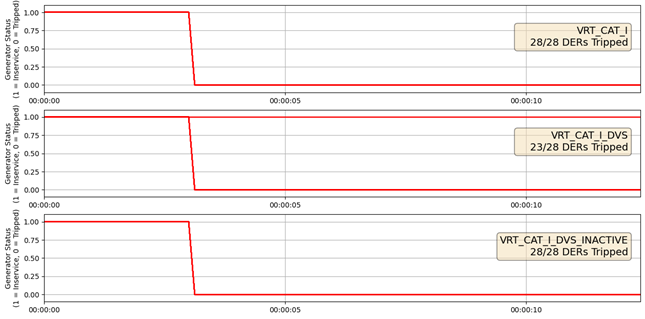 Generator Status
(1 = Inservice, 0 = Tripped)
1.00
0.75
0.50
0.25
0.00
VRT_CAT_I
28/28 DERs Tripped
00:00:00
00:00:05
00:00:10
Generator Status
(1 = Inservice, 0 = Tripped)
1.00
0.75
0.50
0.25
0.00
VRT_CAT_I_DVS
23/28 DERs Tripped
00:00:00
00:00:05
00:00:10
Generator Status
(1 = Inservice, 0 = Tripped)
1.00
0.75
0.50
0.25
0.00
VRT_CAT_I_DVS_INACTIVE
28/28 DERs Tripped
00:00:00
00:00:05
00:00:10